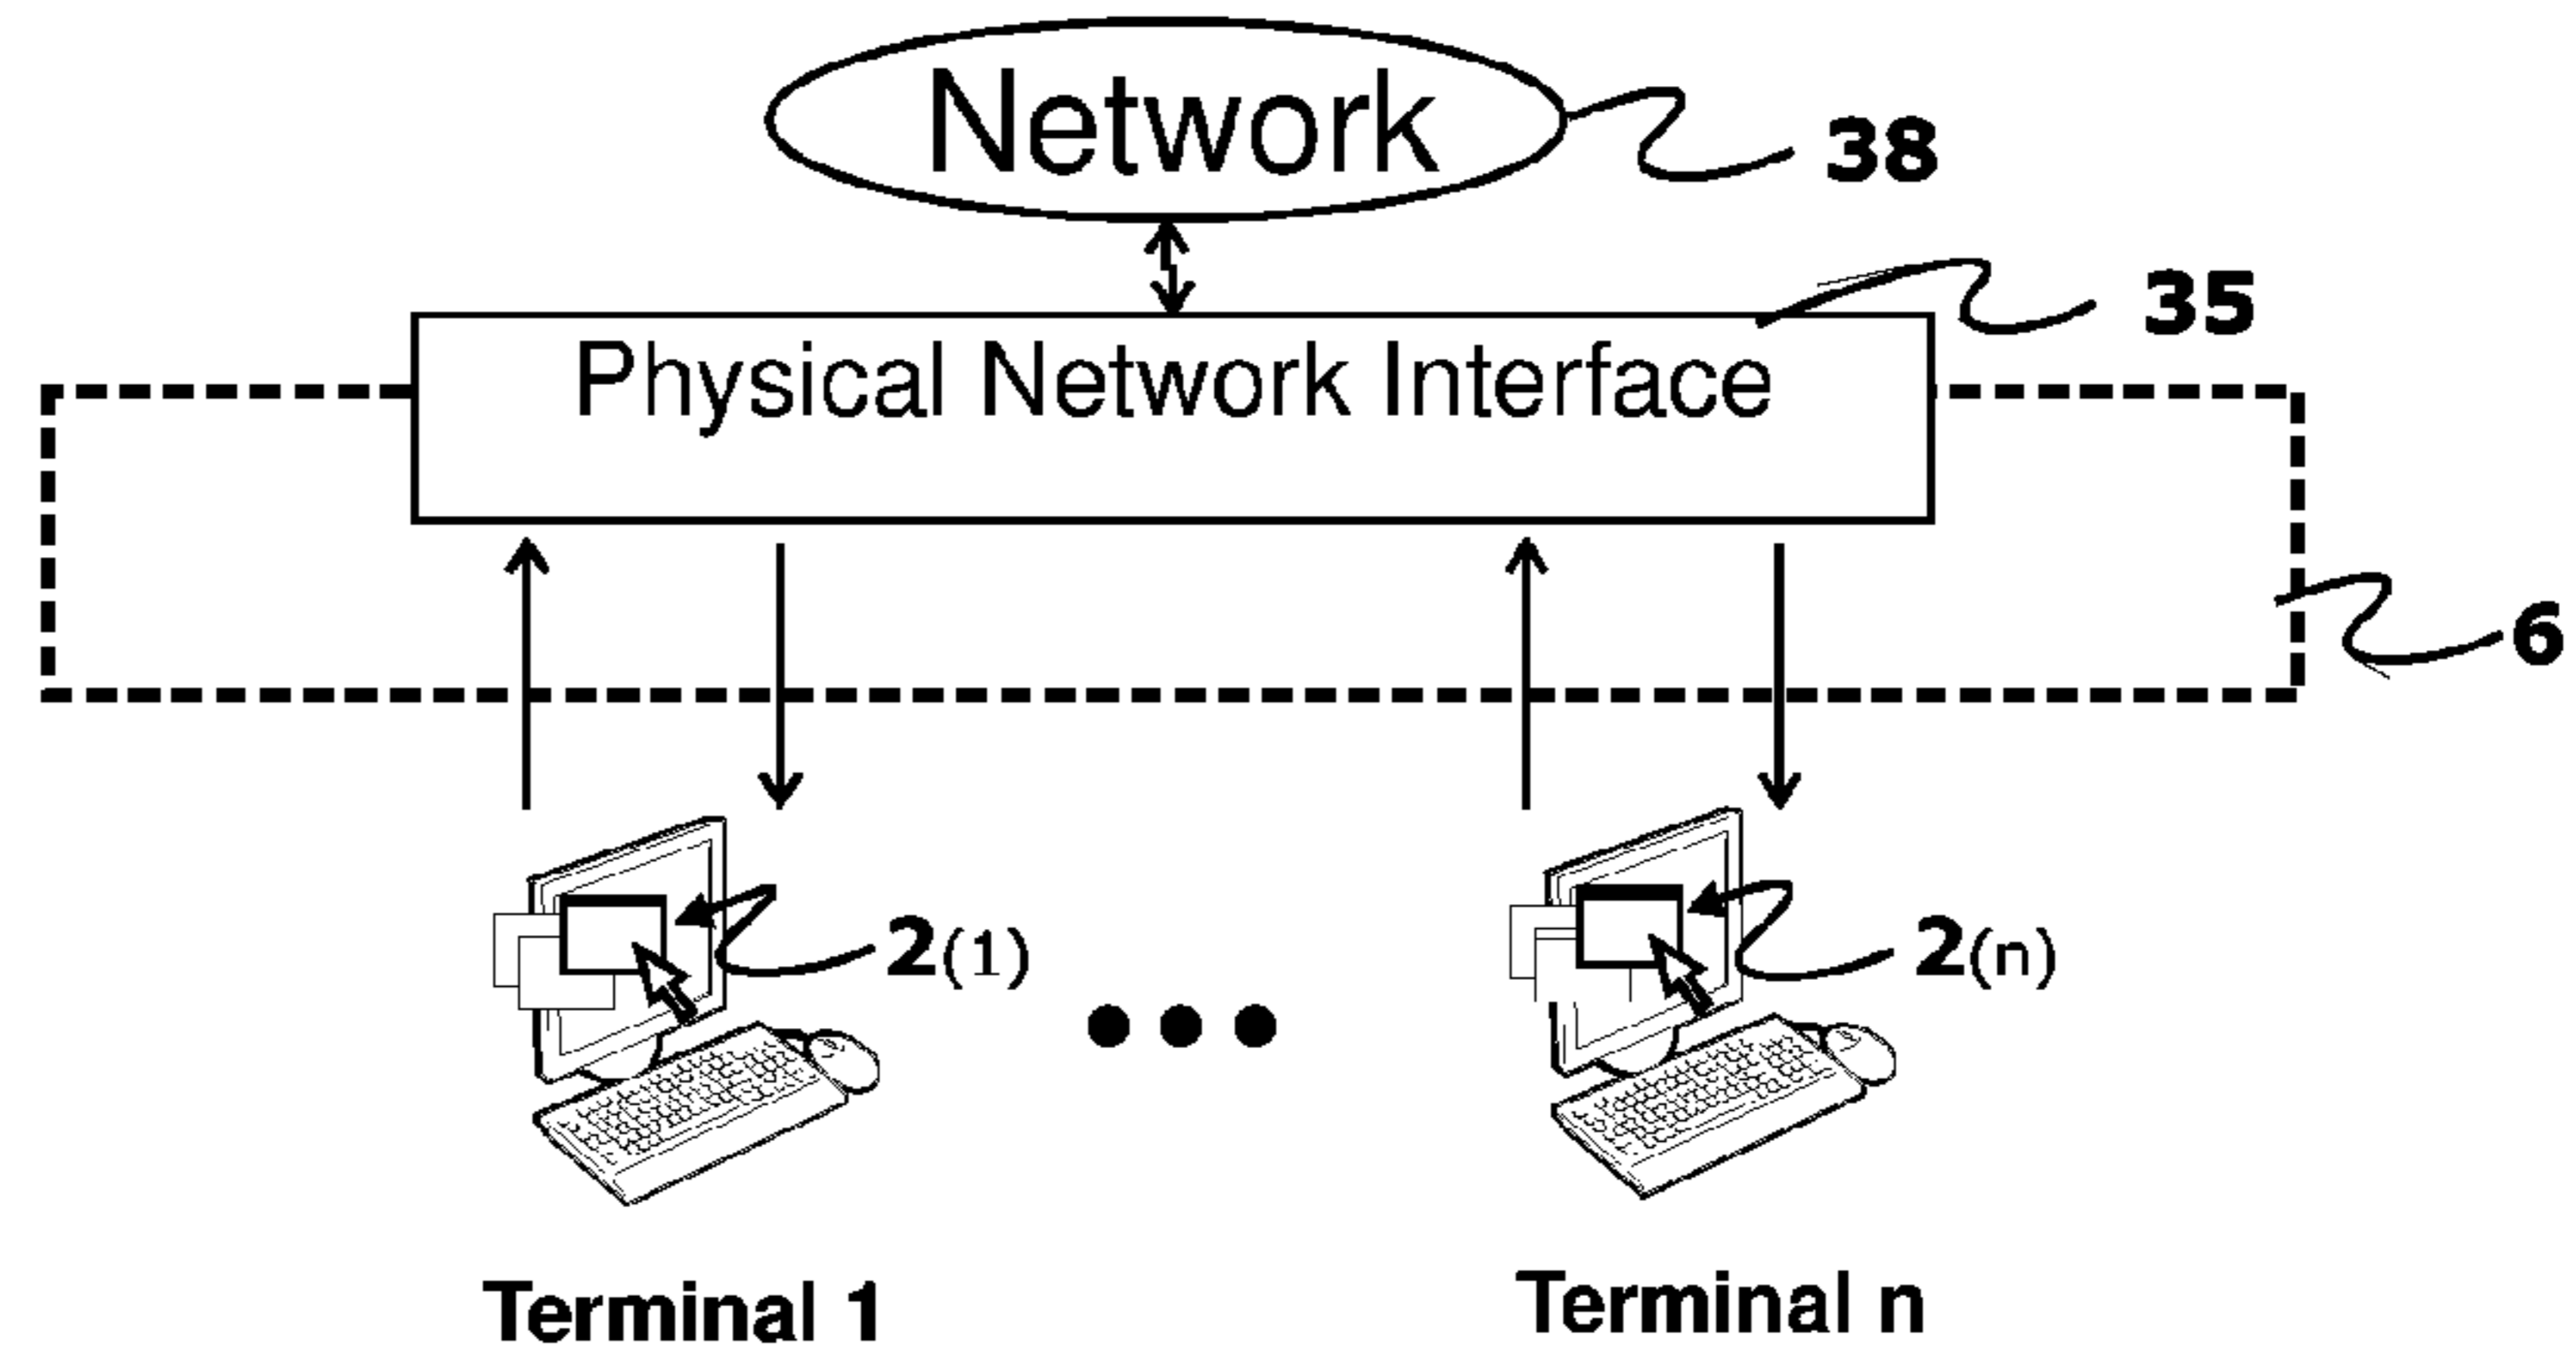 Network
38
35
Physical Network Interface
6
2(1)
2(n)
Terminal 1
Terminal n